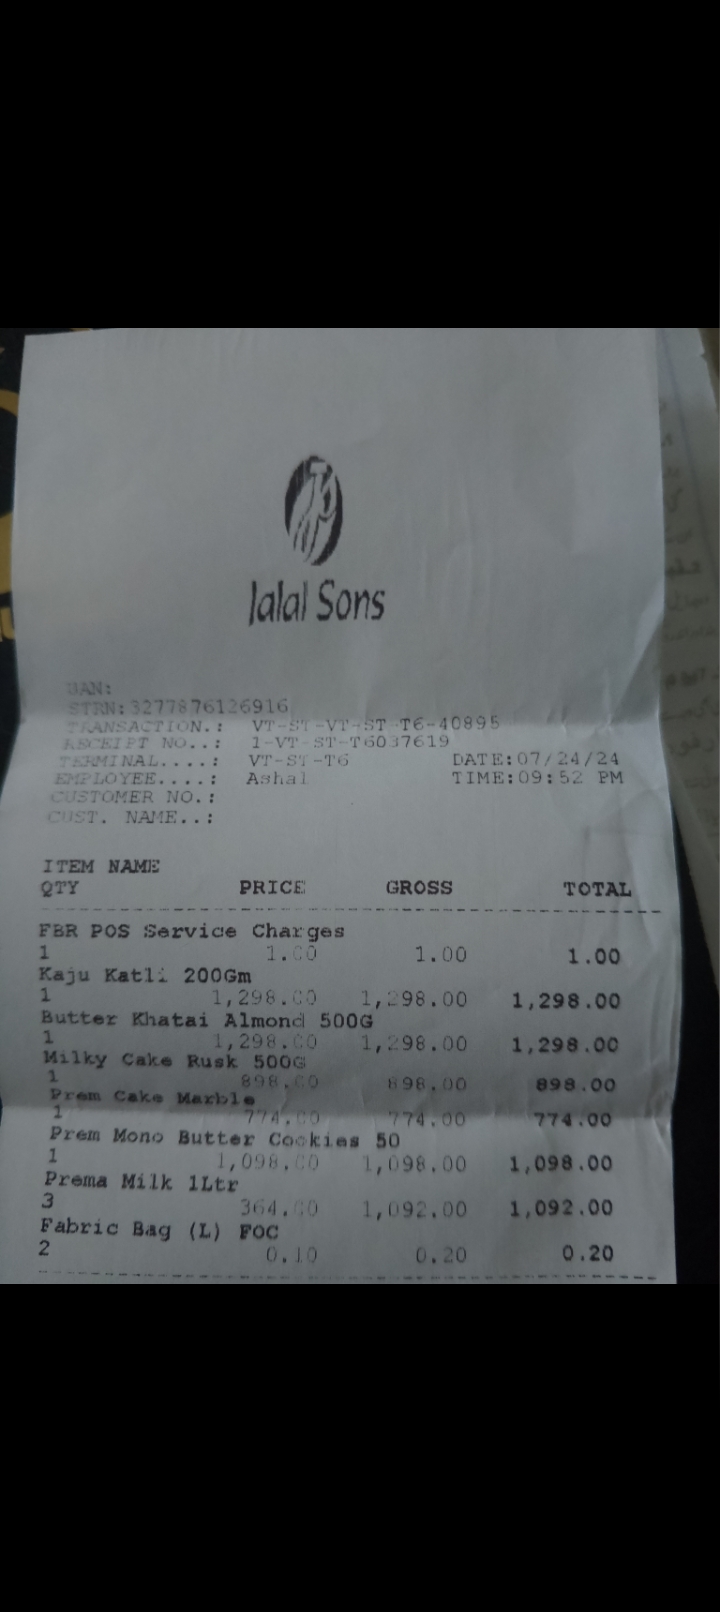 Jalal Sons
STRN:3277876126916
TRANSACTION.: VT-ST-VT-ST-T6-40895
RECEIPT NO..: 1-VT-ST-T6037619
TERMINAL....: VT-ST-T6 DATE:07/24/24
EMPLOYEE....: Ashal TIME:09:52 PM
CUSTOMER NO.:
CUST. NAME..:
ITEM NAME
QTY PRICE GROSS TOTAL
FBR POS Service Charges
1 1.00 1.00 1.00
Kaju Katli 200Gm
1 1,298.00 1,298.00 1,298.00
Butter Khatai Almond 500G
1 1,298.00 1,298.00 1,298.00
Milky Cake Rusk 500G
1 898.00 898.00 898.00
Prem Cake Marble
1 774.00 774.00 774.00
Prem Mono Butter Cookies 50
1 1,098.00 1,098.00 1,098.00
Prema Milk 1Ltr
3 364.00 1,092.00 1,092.00
Fabric Bag (L) FOC
2 0.10 0.20 0.20